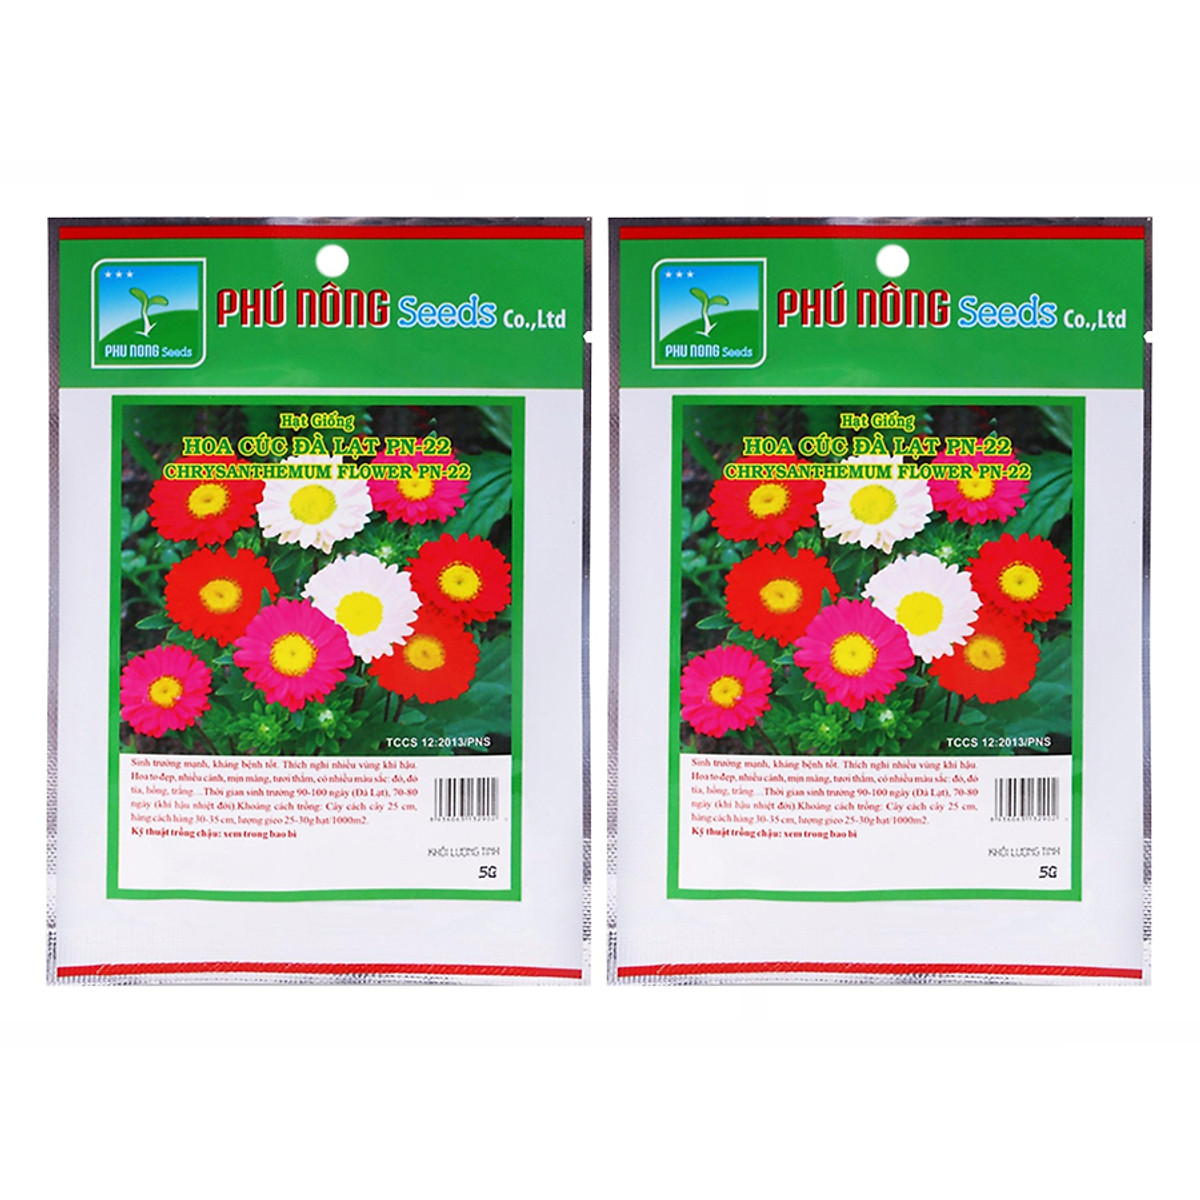 ★★★
PHU NONG Seeds
PHÚ NÔNG Seeds Co.,Ltd
Hạt Giống
HOA CÚC ĐÀ LẠT PN-22
CHRYSANTHEMUM FLOWER PN-22
TCCS 12:2013/PNS
Sinh trưởng mạnh, kháng bệnh tốt. Thích nghi nhiều vùng khí hậu.
Hoa to đẹp, nhiều cánh, mịn màng, tươi thắm, có nhiều màu sắc: đỏ, đỏ
tía, hồng, trắng....Thời gian sinh trưởng 90-100 ngày (Đà Lạt), 70-80
ngày (khí hậu nhiệt đới).Khoảng cách trồng: Cây cách cây 25 cm,
hàng cách hàng 30-35 cm, lượng gieo 25-30g hạt/1000m2.
Kỹ thuật trồng chậu: xem trong bao bì
8 936063 132900
KHỐI LƯỢNG TỊNH
5G
★★★
PHU NONG Seeds
PHÚ NÔNG Seeds Co.,Ltd
Hạt Giống
HOA CÚC ĐÀ LẠT PN-22
CHRYSANTHEMUM FLOWER PN-22
TCCS 12:2013/PNS
Sinh trưởng mạnh, kháng bệnh tốt. Thích nghi nhiều vùng khí hậu.
Hoa to đẹp, nhiều cánh, mịn màng, tươi thắm, có nhiều màu sắc: đỏ, đỏ
tía, hồng, trắng....Thời gian sinh trưởng 90-100 ngày (Đà Lạt), 70-80
ngày (khí hậu nhiệt đới).Khoảng cách trồng: Cây cách cây 25 cm,
hàng cách hàng 30-35 cm, lượng gieo 25-30g hạt/1000m2.
Kỹ thuật trồng chậu: xem trong bao bì
8 936063 132900
KHỐI LƯỢNG TỊNH
5G